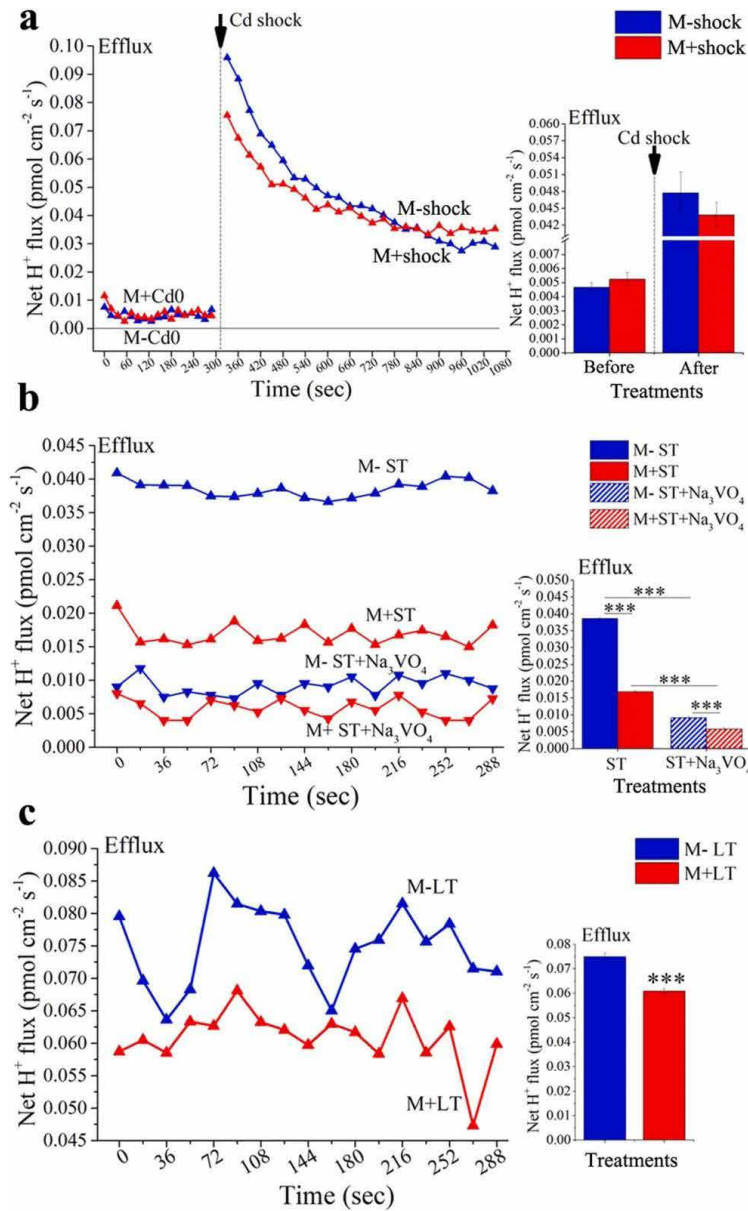 a
Cd shock
Efflux
M-shock
M+shock
Net H⁺ flux (pmol cm⁻² s⁻¹)
0.10
0.09
0.08
0.07
0.06
0.05
0.04
0.03
0.02
0.01
0.00
M-shock
M+shock
M+Cd0
M-Cd0
0 60 120 180 240 300 360 420 480 540 600 660 720 780 840 900 960 1020 1080
Time (sec)
Efflux
Cd shock
Net H⁺ flux (pmol cm⁻² s⁻¹)
0.060
0.057
0.054
0.051
0.048
0.045
0.042
0.007
0.006
0.005
0.004
0.003
0.002
0.001
0.000
Before After
Treatments
b
Efflux
Net H⁺ flux (pmol cm⁻² s⁻¹)
0.045
0.040
0.035
0.030
0.025
0.020
0.015
0.010
0.005
0.000
M- ST
M+ST
M- ST+Na₃VO₄
M+ ST+Na₃VO₄
0 36 72 108 144 180 216 252 288
Time (sec)
M- ST
M+ST
M- ST+Na₃VO₄
M+ST+Na₃VO₄
Efflux
Net H⁺ flux (pmol cm⁻² s⁻¹)
0.050
0.045
0.040
0.035
0.030
0.025
0.020
0.015
0.010
0.005
0.000
***
***
***
***
ST ST+Na₃VO₄
Treatments
c
Efflux
Net H⁺ flux (pmol cm⁻² s⁻¹)
0.090
0.085
0.080
0.075
0.070
0.065
0.060
0.055
0.050
0.045
M-LT
M+LT
0 36 72 108 144 180 216 252 288
Time (sec)
M- LT
M+LT
Efflux
Net H⁺ flux (pmol cm⁻² s⁻¹)
0.08
0.07
0.06
0.05
0.04
0.03
0.02
0.01
0.00
***
Treatments